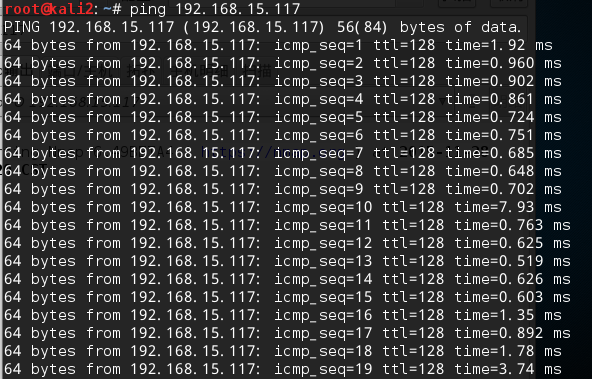 root@kali2:~# ping 192.168.15.117
PING 192.168.15.117 (192.168.15.117) 56(84) bytes of data.
64 bytes from 192.168.15.117: icmp_seq=1 ttl=128 time=1.92 ms
64 bytes from 192.168.15.117: icmp_seq=2 ttl=128 time=0.960 ms
64 bytes from 192.168.15.117: icmp_seq=3 ttl=128 time=0.902 ms
64 bytes from 192.168.15.117: icmp_seq=4 ttl=128 time=0.861 ms
64 bytes from 192.168.15.117: icmp_seq=5 ttl=128 time=0.724 ms
64 bytes from 192.168.15.117: icmp_seq=6 ttl=128 time=0.751 ms
64 bytes from 192.168.15.117: icmp_seq=7 ttl=128 time=0.685 ms
64 bytes from 192.168.15.117: icmp_seq=8 ttl=128 time=0.648 ms
64 bytes from 192.168.15.117: icmp_seq=9 ttl=128 time=0.702 ms
64 bytes from 192.168.15.117: icmp_seq=10 ttl=128 time=7.93 ms
64 bytes from 192.168.15.117: icmp_seq=11 ttl=128 time=0.763 ms
64 bytes from 192.168.15.117: icmp_seq=12 ttl=128 time=0.625 ms
64 bytes from 192.168.15.117: icmp_seq=13 ttl=128 time=0.519 ms
64 bytes from 192.168.15.117: icmp_seq=14 ttl=128 time=0.626 ms
64 bytes from 192.168.15.117: icmp_seq=15 ttl=128 time=0.603 ms
64 bytes from 192.168.15.117: icmp_seq=16 ttl=128 time=1.35 ms
64 bytes from 192.168.15.117: icmp_seq=17 ttl=128 time=0.892 ms
64 bytes from 192.168.15.117: icmp_seq=18 ttl=128 time=1.78 ms
64 bytes from 192.168.15.117: icmp_seq=19 ttl=128 time=3.74 ms